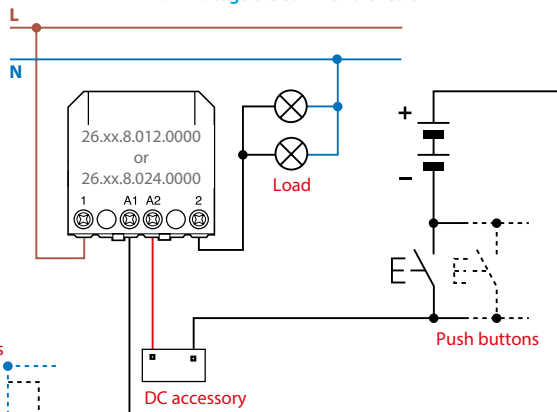 L
N
26.xx.8.012.0000
or
26.xx.8.024.0000
1 A1 A2 2
Load
+
–
Push buttons
DC accessory